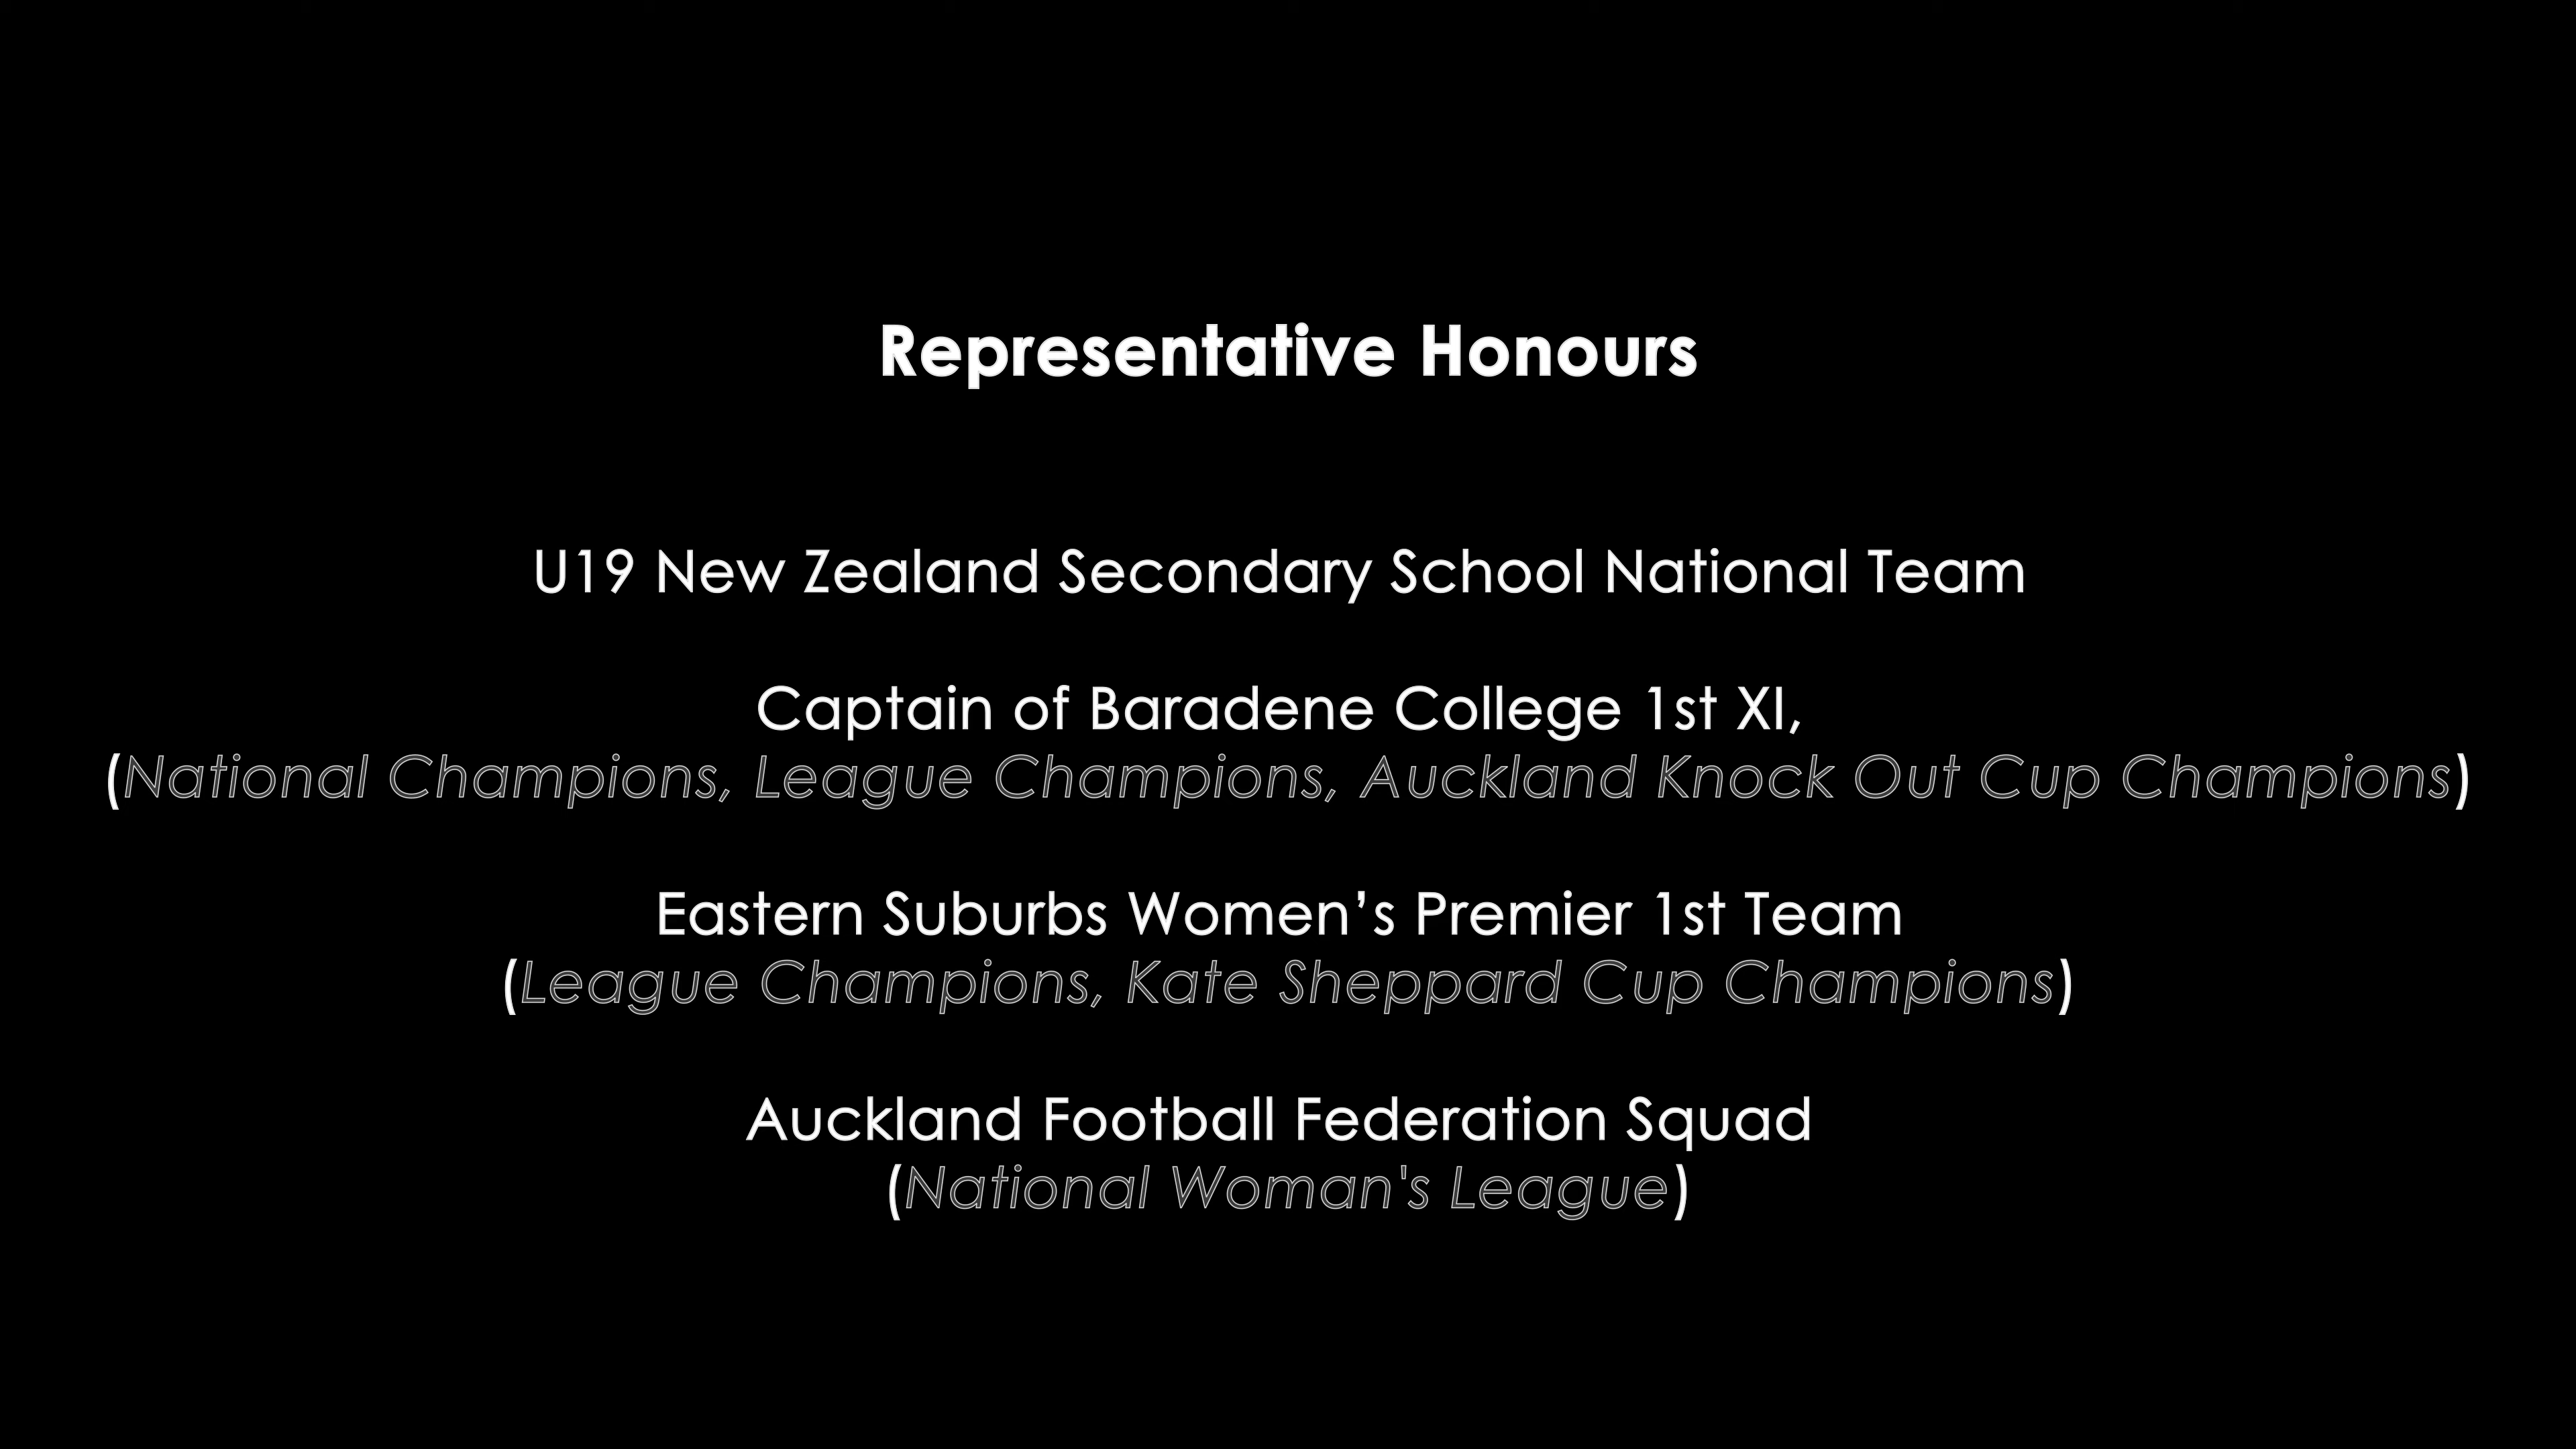 Representative Honours
U19 New Zealand Secondary School National Team
Captain of Baradene College 1st XI,
(National Champions, League Champions, Auckland Knock Out Cup Champions)
Eastern Suburbs Women’s Premier 1st Team
(League Champions, Kate Sheppard Cup Champions)
Auckland Football Federation Squad
(National Woman's League)